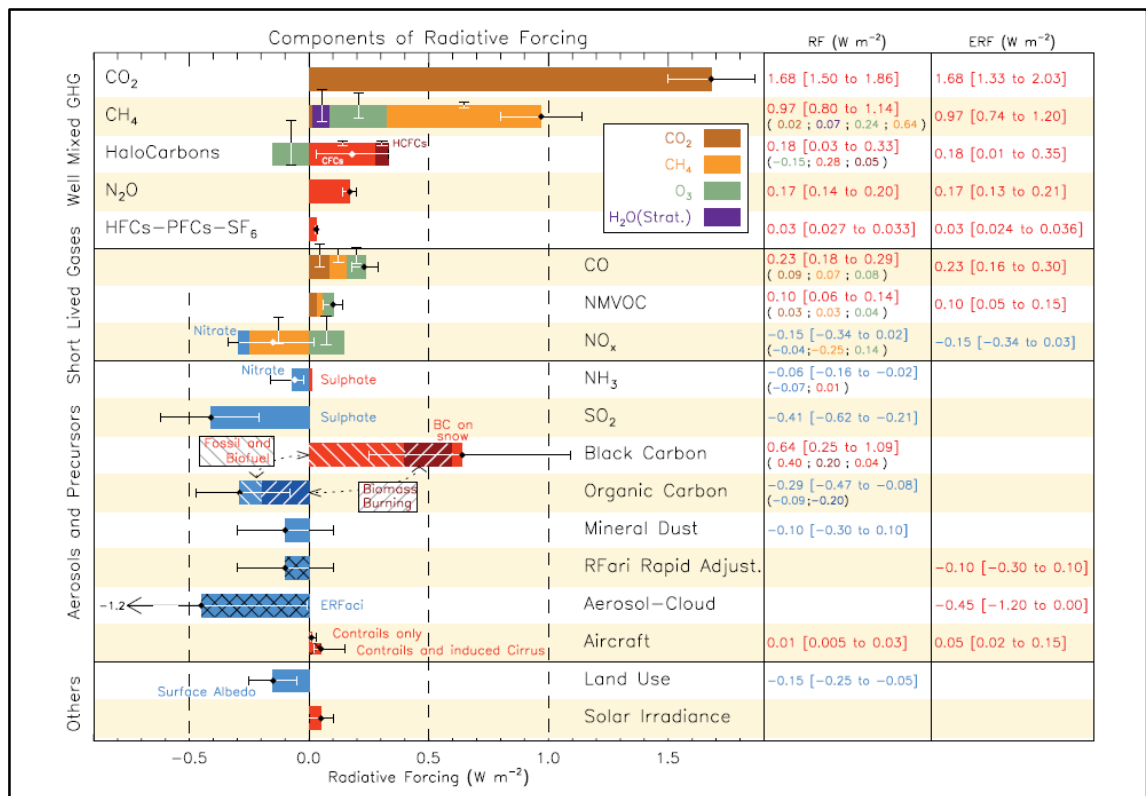 Components of Radiative Forcing
RF (W m−2)
ERF (W m−2)
Well Mixed GHG
CO2
1.68 [1.50 to 1.86]
1.68 [1.33 to 2.03]
CH4
0.97 [0.80 to 1.14]
( 0.02 ; 0.07 ; 0.24 ; 0.64)
0.97 [0.74 to 1.20]
HaloCarbons
CFCs
HCFCs
0.18 [0.03 to 0.33]
(−0.15; 0.28 ; 0.05)
0.18 [0.01 to 0.35]
N2O
0.17 [0.14 to 0.20]
0.17 [0.13 to 0.21]
HFCs−PFCs−SF6
0.03 [0.027 to 0.033]
0.03 [0.024 to 0.036]
CO2
CH4
O3
H2O(Strat.)
Short Lived Gases
CO
0.23 [0.18 to 0.29]
( 0.09 ; 0.07 ; 0.08 )
0.23 [0.16 to 0.30]
NMVOC
0.10 [0.06 to 0.14]
( 0.03 ; 0.03 ; 0.04 )
0.10 [0.05 to 0.15]
Nitrate
NOx
−0.15 [−0.34 to 0.02]
(−0.04;−0.25; 0.14 )
−0.15 [−0.34 to 0.03]
Aerosols and Precursors
Nitrate
Sulphate
NH3
−0.06 [−0.16 to −0.02]
(−0.07; 0.01 )
Sulphate
SO2
−0.41 [−0.62 to −0.21]
Fossil and
Biofuel
BC on
snow
Black Carbon
0.64 [0.25 to 1.09]
( 0.40 ; 0.20 ; 0.04 )
Biomass
Burning
Organic Carbon
−0.29 [−0.47 to −0.08]
(−0.09;−0.20)
Mineral Dust
−0.10 [−0.30 to 0.10]
RFari Rapid Adjust.
−0.10 [−0.30 to 0.10]
−1.2
ERFaci
Aerosol−Cloud
−0.45 [−1.20 to 0.00]
Contrails only
Contrails and induced Cirrus
Aircraft
0.01 [0.005 to 0.03]
0.05 [0.02 to 0.15]
Others
Surface Albedo
Land Use
−0.15 [−0.25 to −0.05]
Solar Irradiance
−0.5 0.0 0.5 1.0 1.5
Radiative Forcing (W m−2)